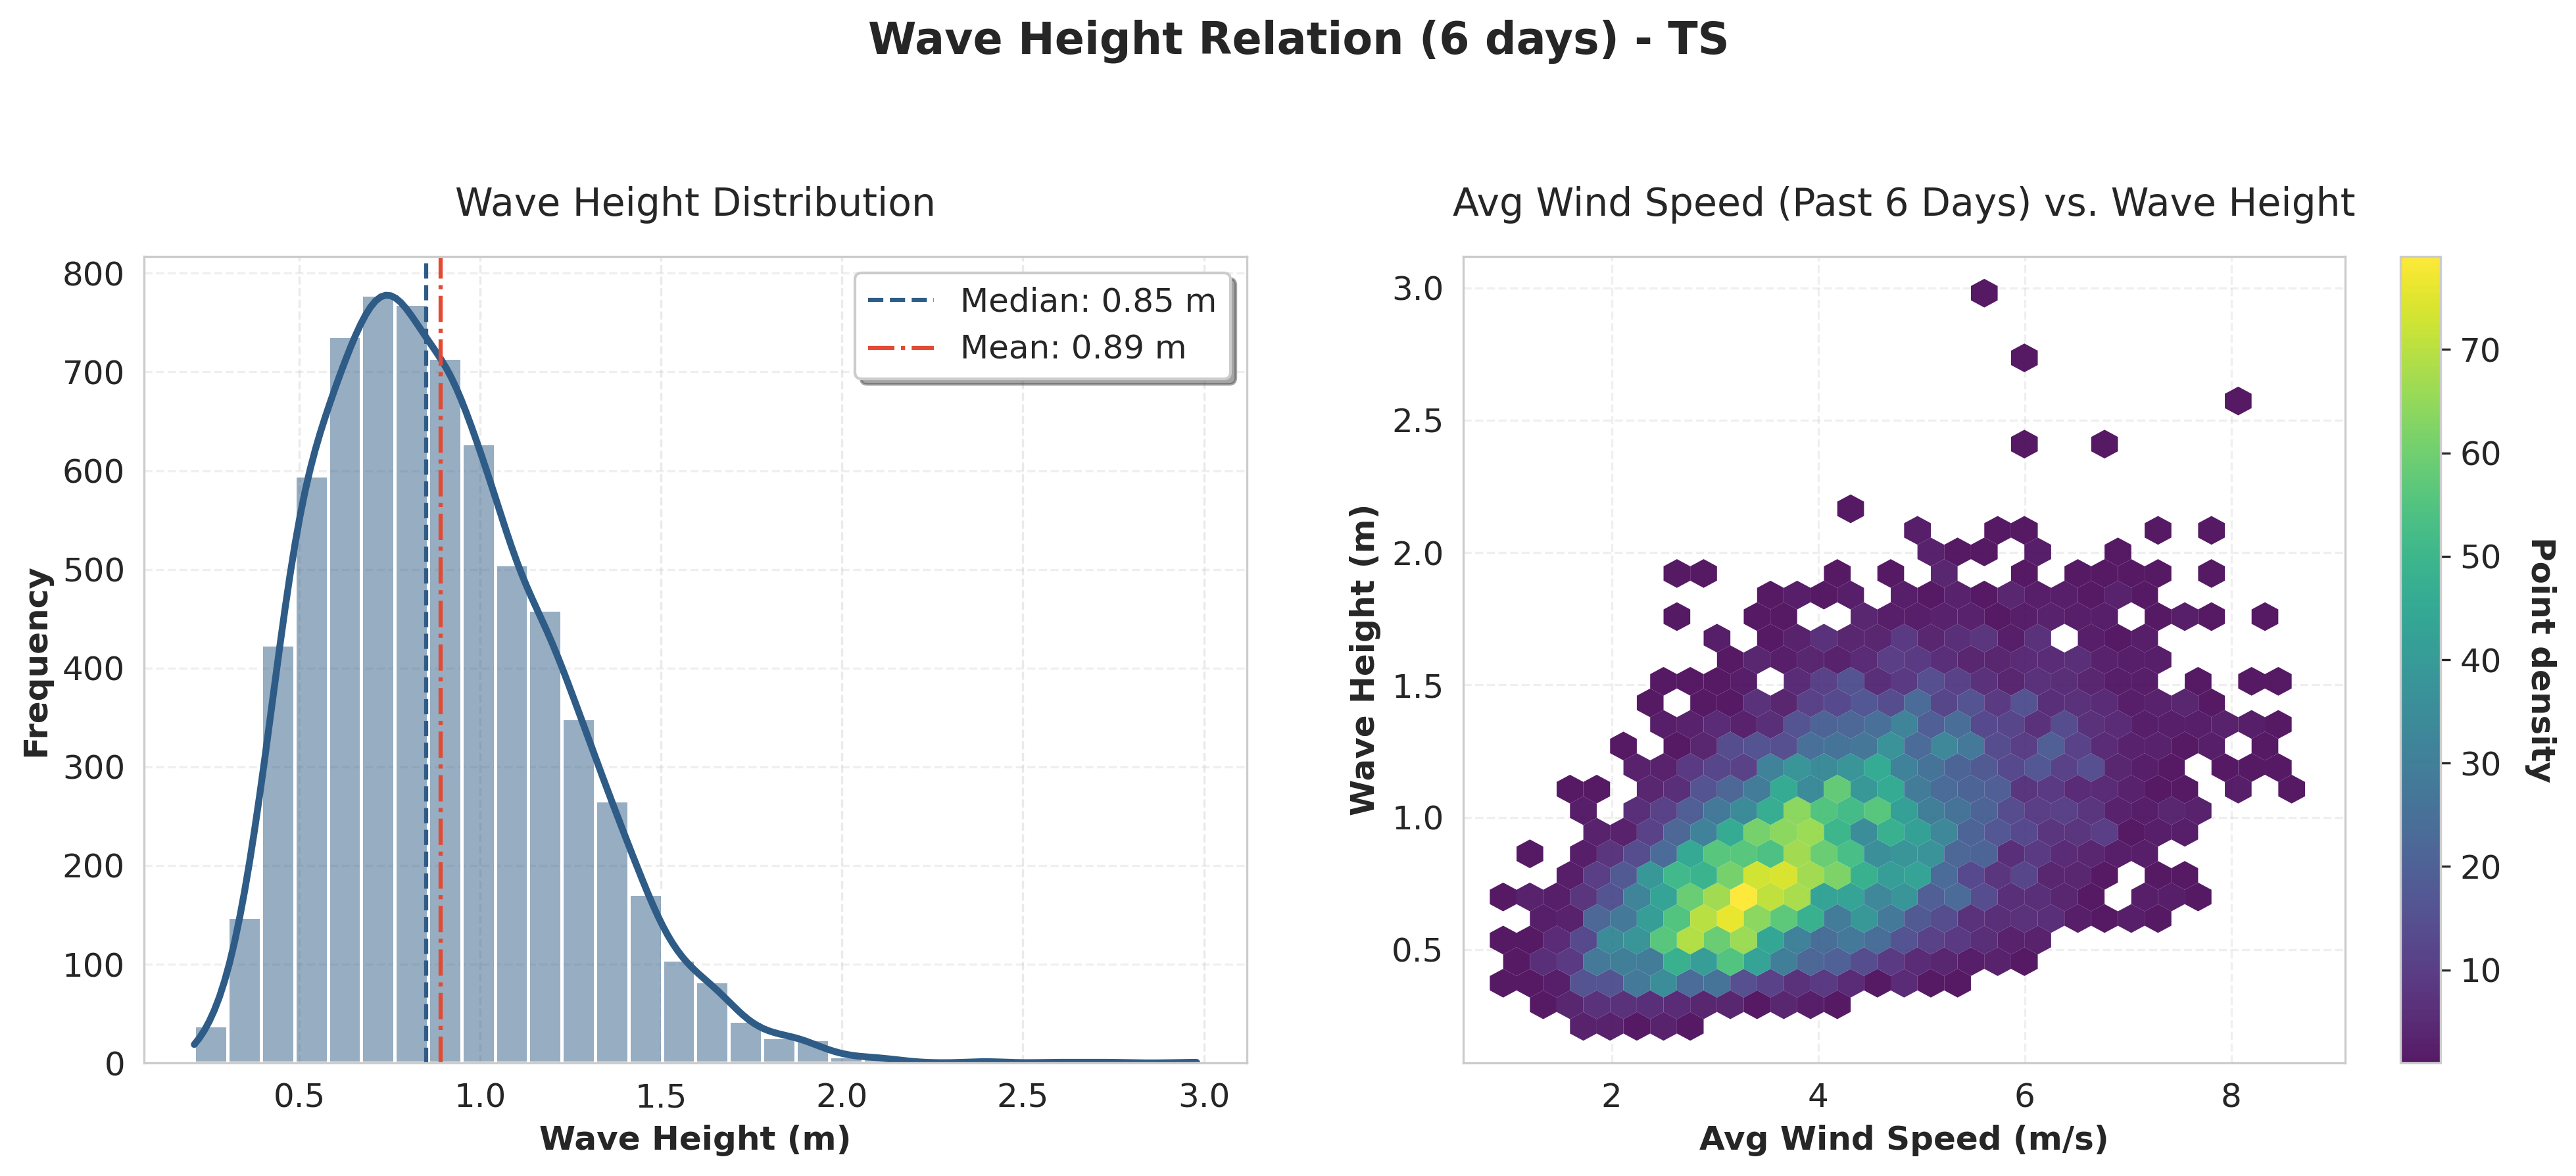 Wave Height Relation (6 days) - TS
Wave Height Distribution
Frequency
800
700
600
500
400
300
200
100
0
Median: 0.85 m
Mean: 0.89 m
0.5 1.0 1.5 2.0 2.5 3.0
Wave Height (m)
Avg Wind Speed (Past 6 Days) vs. Wave Height
Wave Height (m)
3.0
2.5
2.0
1.5
1.0
0.5
2 4 6 8
Avg Wind Speed (m/s)
70
60
50
40
30
20
10
Point density